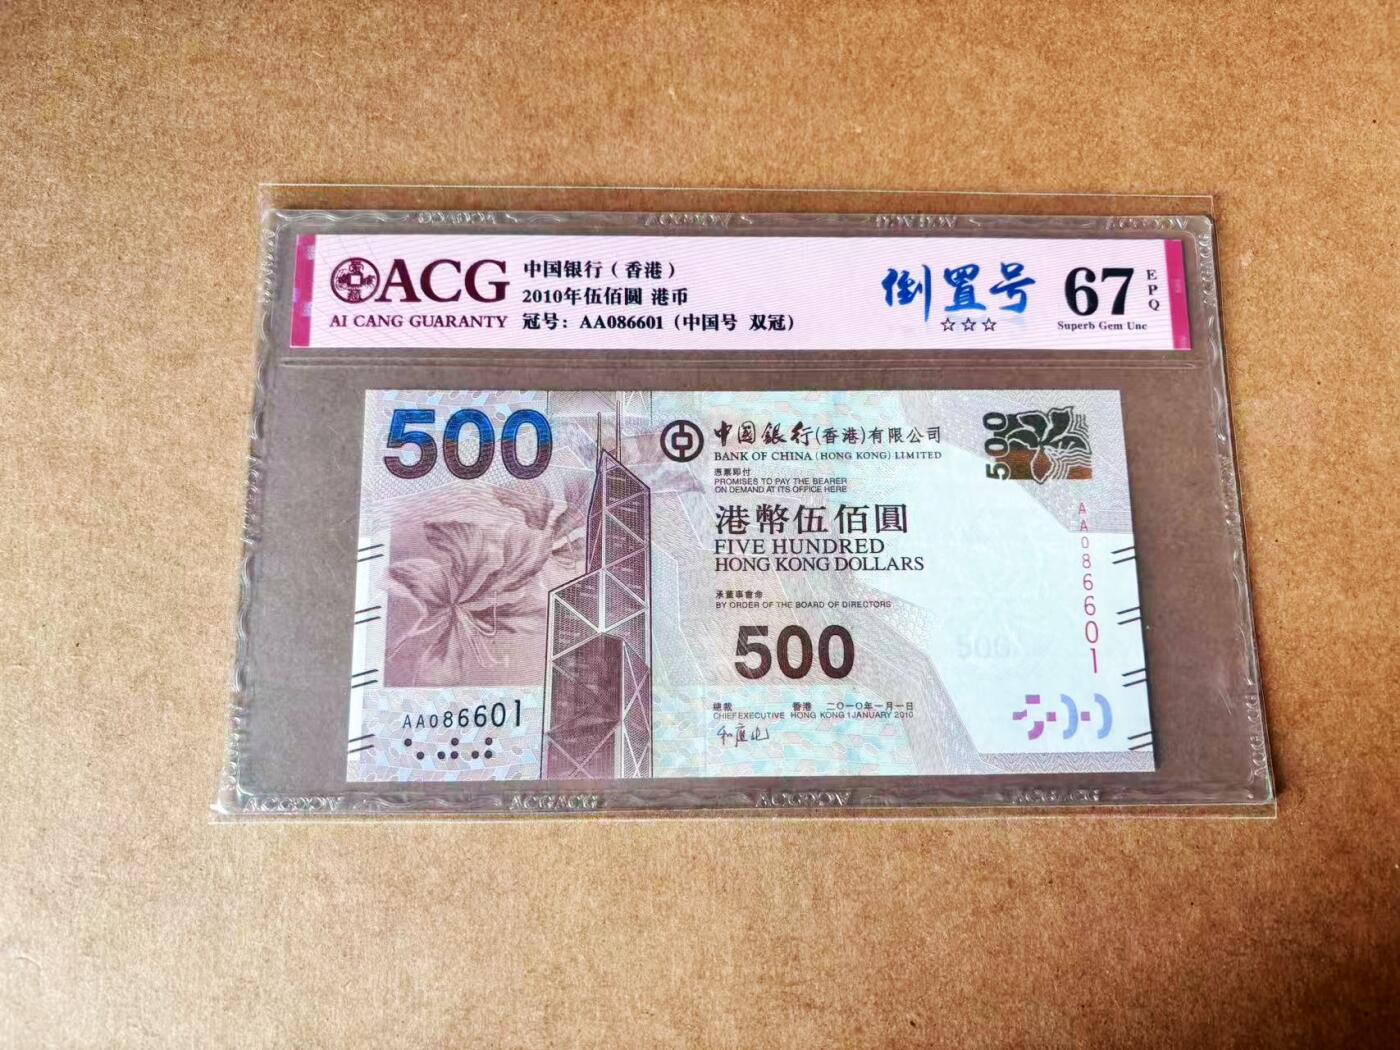 ACG
AI CANG GUARANTY
中国银行（香港）
2010年伍佰圆 港币
冠号：AA086601（中国号 双冠）
倒置号
☆☆☆
67
EPQ
Superb Gem Unc
500
中國銀行(香港)有限公司
BANK OF CHINA (HONG KONG) LIMITED
憑票即付
PROMISES TO PAY THE BEARER
ON DEMAND AT ITS OFFICE HERE
港幣伍佰圓
FIVE HUNDRED
HONG KONG DOLLARS
承董事會命
BY ORDER OF THE BOARD OF DIRECTORS
500
總裁
CHIEF EXECUTIVE
香港 二〇一〇年一月一日
HONG KONG 1 JANUARY 2010
500
AA086601
500
AA086601